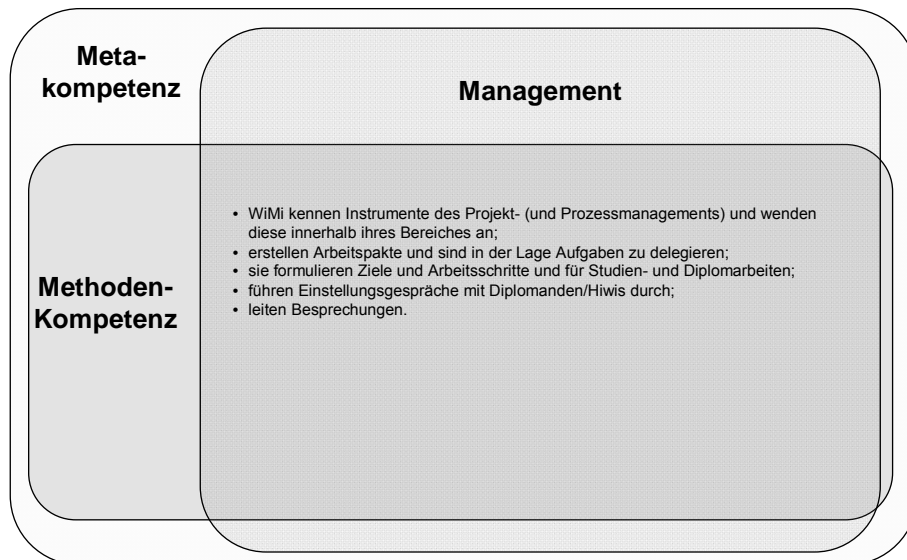 Meta-
kompetenz
Management
Methoden-
Kompetenz
• WiMi kennen Instrumente des Projekt- (und Prozessmanagements) und wenden
diese innerhalb ihres Bereiches an;
• erstellen Arbeitspakte und sind in der Lage Aufgaben zu delegieren;
• sie formulieren Ziele und Arbeitsschritte und für Studien- und Diplomarbeiten;
• führen Einstellungsgespräche mit Diplomanden/Hiwis durch;
• leiten Besprechungen.